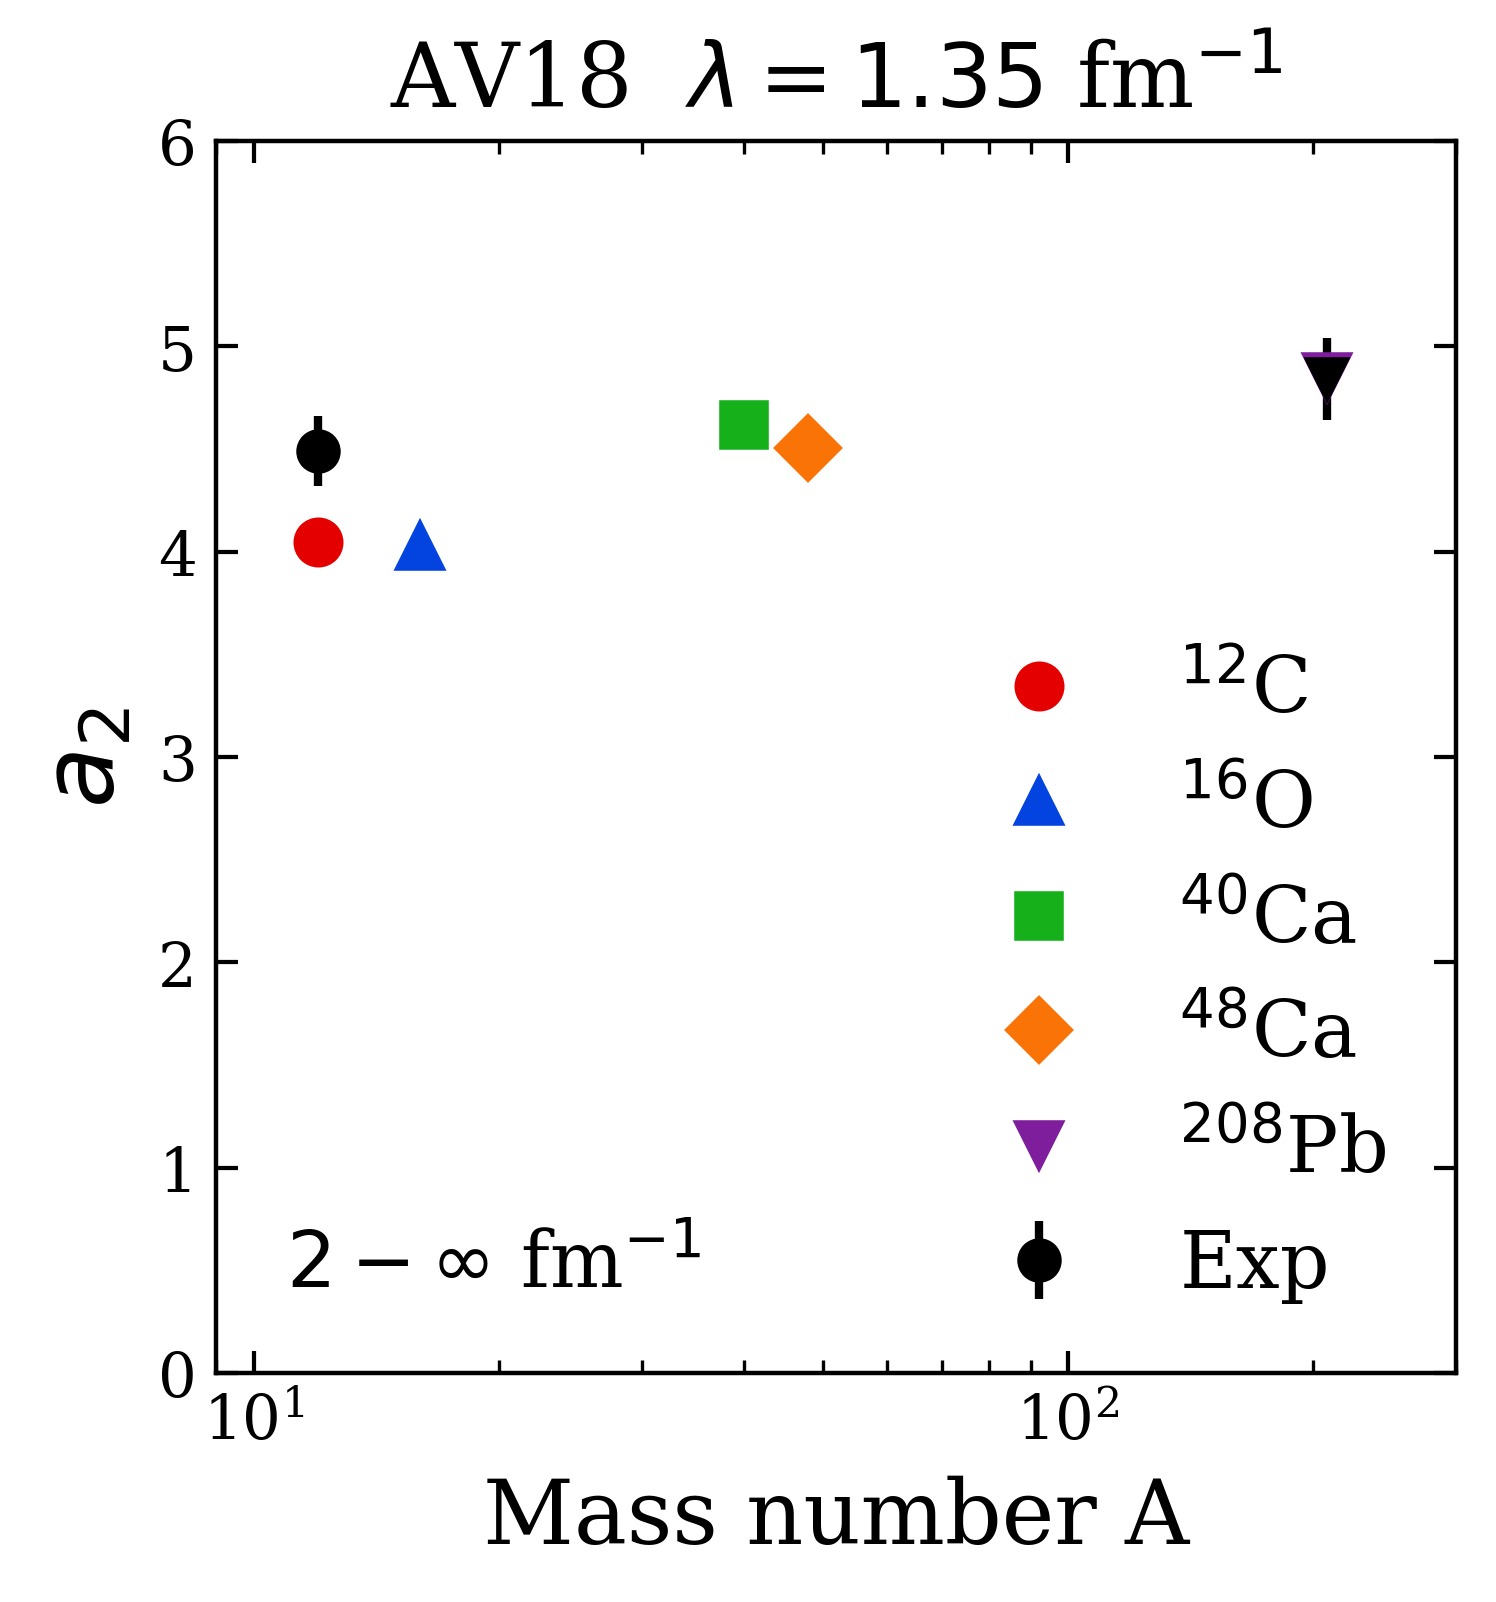 AV18 λ = 1.35 fm⁻¹
6
5
4
3
2
1
0
a₂
¹²C
¹⁶O
⁴⁰Ca
⁴⁸Ca
²⁰⁸Pb
Exp
2 − ∞ fm⁻¹
10¹
10²
Mass number A